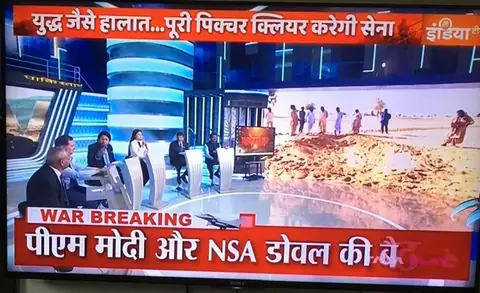 युद्ध जैसे हालात...पूरी पिक्चर क्लियर करेगी सेना
इंडिया
पाकिस्तान
WAR BREAKING
पीएम मोदी और NSA डोवल की बै